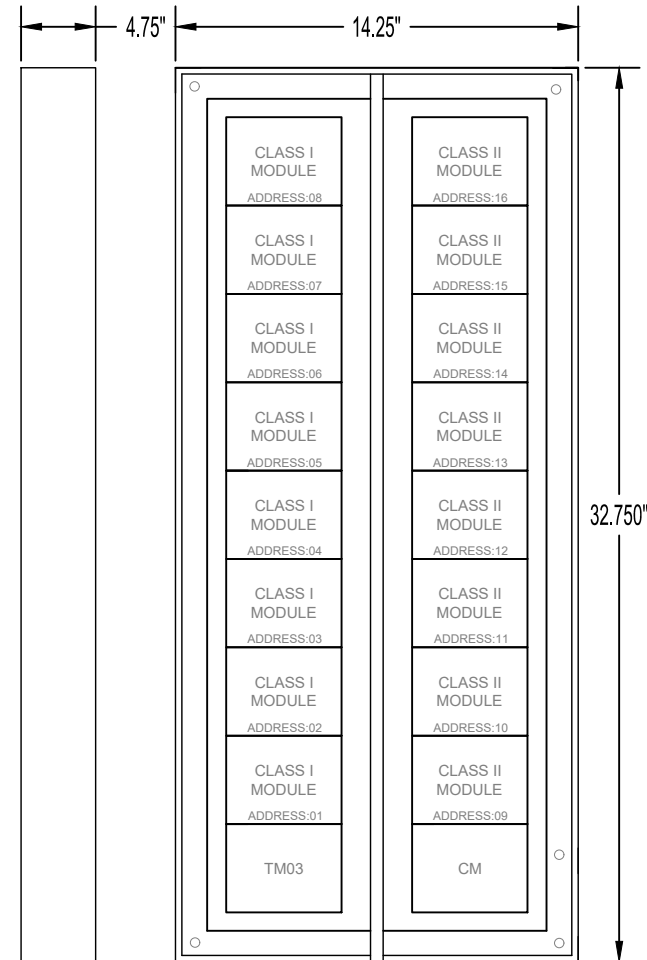 4.75"
14.25"
CLASS I
MODULE
ADDRESS:08
CLASS II
MODULE
ADDRESS:16
CLASS I
MODULE
ADDRESS:07
CLASS II
MODULE
ADDRESS:15
CLASS I
MODULE
ADDRESS:06
CLASS II
MODULE
ADDRESS:14
CLASS I
MODULE
ADDRESS:05
CLASS II
MODULE
ADDRESS:13
CLASS I
MODULE
ADDRESS:04
CLASS II
MODULE
ADDRESS:12
32.750"
CLASS I
MODULE
ADDRESS:03
CLASS II
MODULE
ADDRESS:11
CLASS I
MODULE
ADDRESS:02
CLASS II
MODULE
ADDRESS:10
CLASS I
MODULE
ADDRESS:01
CLASS II
MODULE
ADDRESS:09
TM03
CM